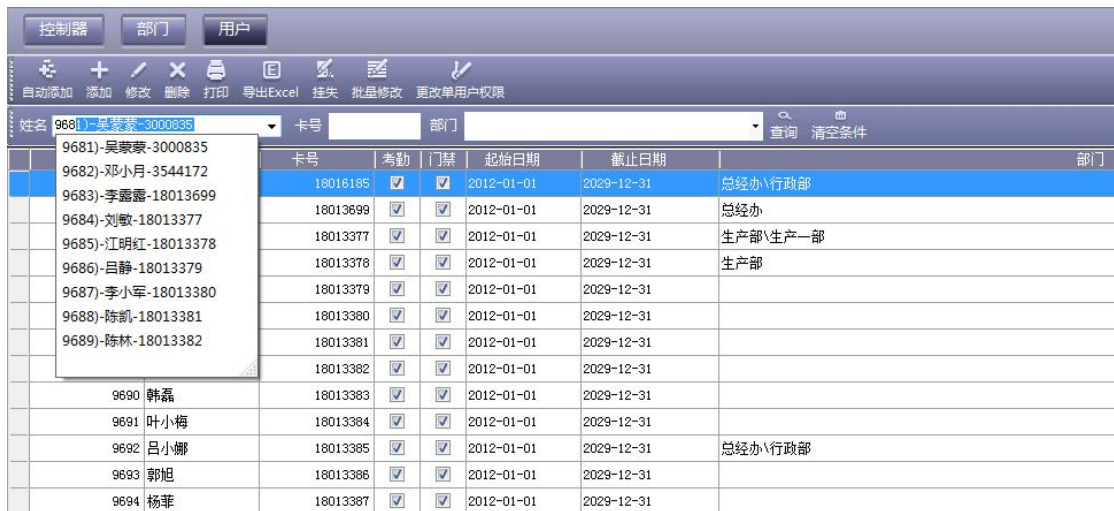 控制器 部门 用户
自动添加 添加 修改 删除 打印 导出Excel 挂失 批量修改 更改单用户权限
姓名 9681)-吴蒙蒙-3000835 卡号 部门 查询 清空条件
9681)-吴蒙蒙-3000835
9682)-邓小月-3544172
9683)-李露露-18013699
9684)-刘敏-18013377
9685)-江明红-18013378
9686)-吕静-18013379
9687)-李小军-18013380
9688)-陈凯-18013381
9689)-陈林-18013382
卡号 考勤 门禁 起始日期 截止日期 部门
18016185 2012-01-01 2029-12-31 总经办\行政部
18013699 2012-01-01 2029-12-31 总经办
18013377 2012-01-01 2029-12-31 生产部\生产一部
18013378 2012-01-01 2029-12-31 生产部
18013379 2012-01-01 2029-12-31
18013380 2012-01-01 2029-12-31
18013381 2012-01-01 2029-12-31
18013382 2012-01-01 2029-12-31
9690 韩磊 18013383 2012-01-01 2029-12-31
9691 叶小梅 18013384 2012-01-01 2029-12-31
9692 吕小娜 18013385 2012-01-01 2029-12-31 总经办\行政部
9693 郭旭 18013386 2012-01-01 2029-12-31
9694 杨菲 18013387 2012-01-01 2029-12-31